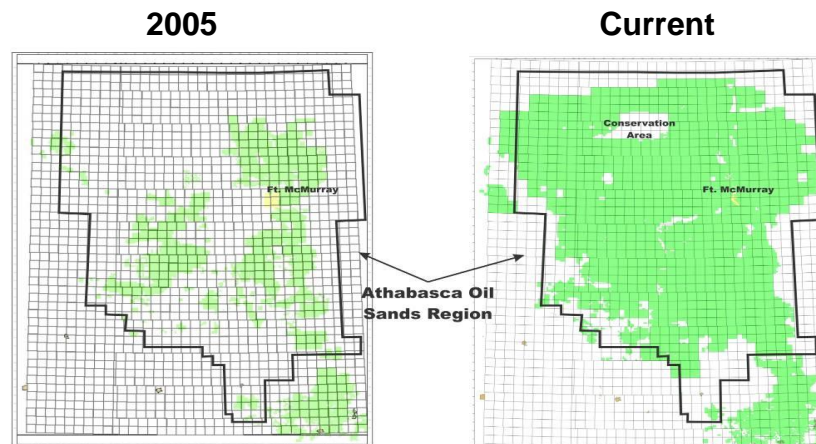 2005
Current
Conservation
Area
Ft. McMurray
Ft. McMurray
Athabasca Oil
Sands Region